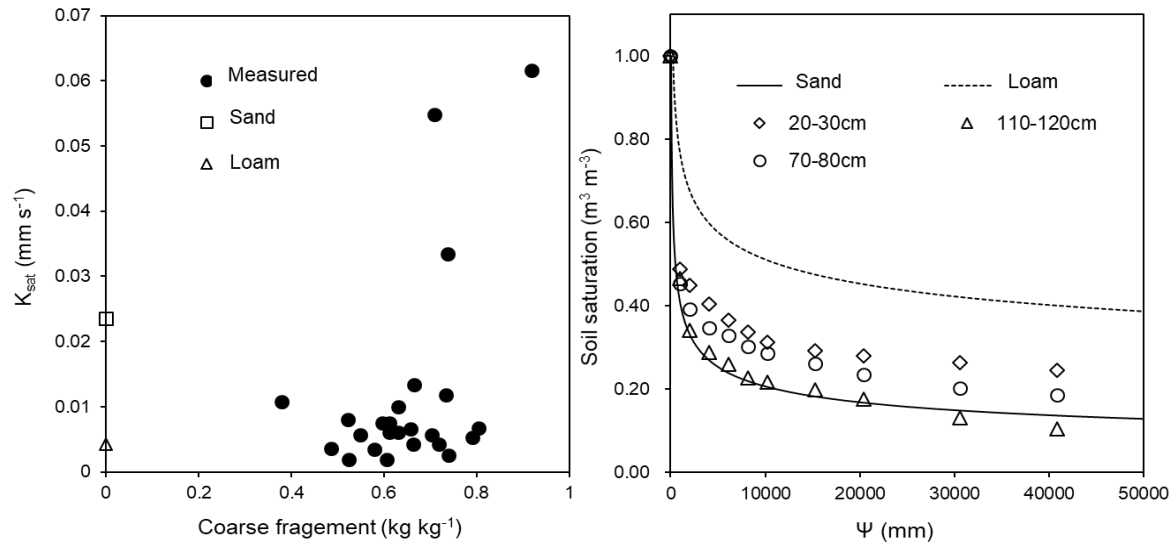 0.07
0.06
0.05
0.04
0.03
0.02
0.01
0
K_sat (mm s⁻¹)
Measured
Sand
Loam
0 0.2 0.4 0.6 0.8 1
Coarse fragement (kg kg⁻¹)
1.00
0.80
0.60
0.40
0.20
0.00
Soil saturation (m³ m⁻³)
Sand Loam
20-30cm 110-120cm
70-80cm
0 10000 20000 30000 40000 50000
Ψ (mm)